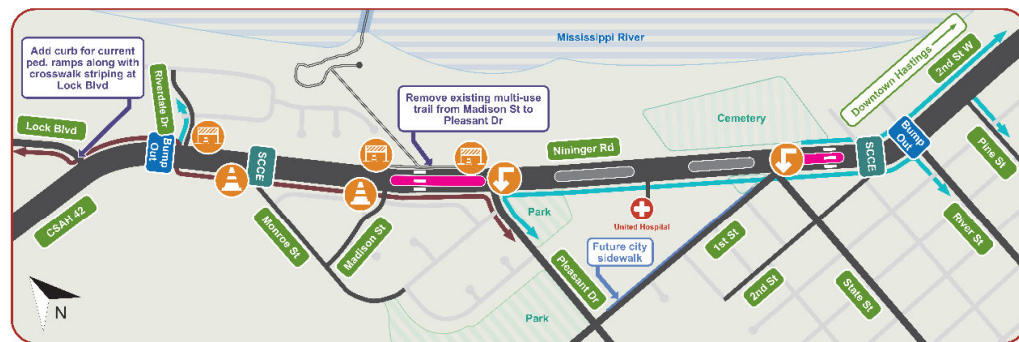 Mississippi River
Add curb for current
ped. ramps along with
crosswalk striping at
Lock Blvd
Riverdale Dr
Downtown Hastings
2nd St W
Remove existing multi-use
trail from Madison St to
Pleasant Dr
Cemetery
Lock Blvd
Bump
Out
SCCE
Nininger Rd
SCCE
Bump
Out
Pine St
CSAH 42
Monroe St
Madison St
Park
United Hospital
River St
Future city
sidewalk
1st St
Pleasant Dr
2nd St
State St
N
Park